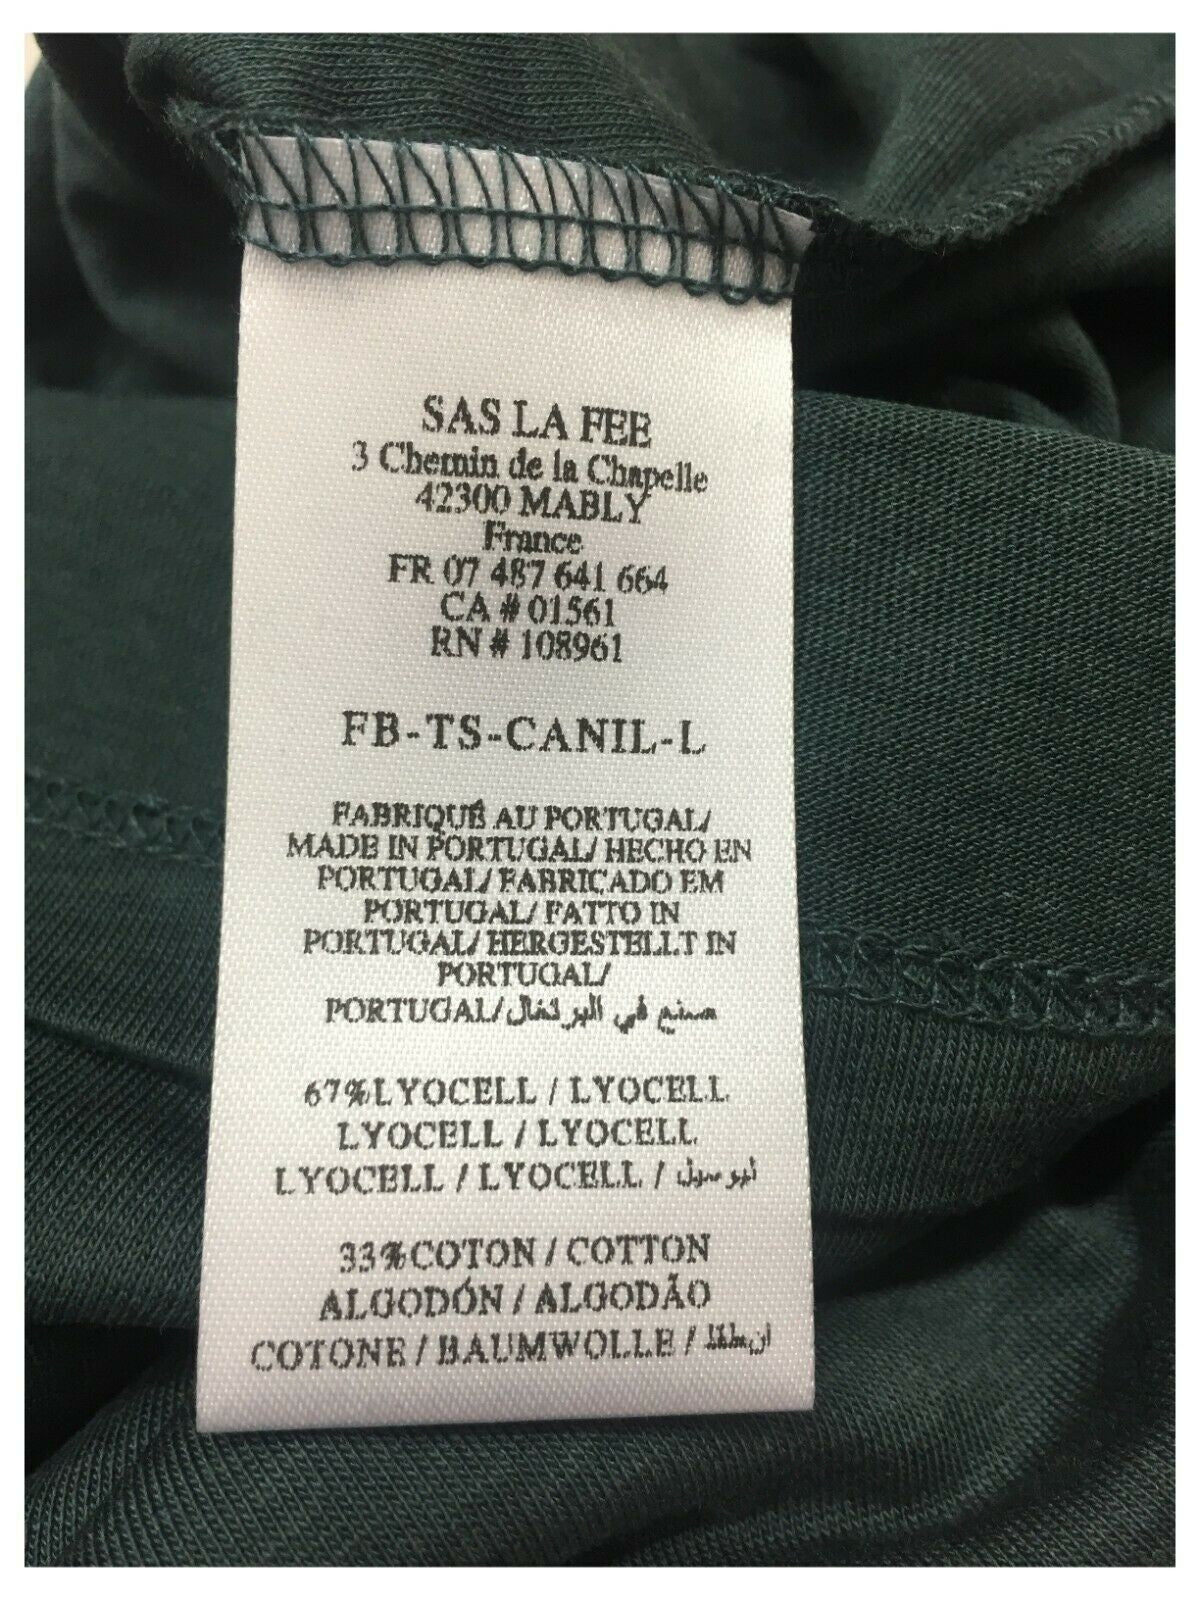 SAS LA FEE
3 Chemin de la Chapelle
42300 MABLY
France
FR 07 487 641 664
CA # 01561
RN # 108961
FB-TS-CANIL-L
FABRIQUÉ AU PORTUGAL/
MADE IN PORTUGAL/ HECHO EN
PORTUGAL/ FABRICADO EM
PORTUGAL/ FATTO IN
PORTUGAL/ HERGESTELLT IN
PORTUGAL/
PORTUGAL/ صنع في البرتغال
67%LYOCELL / LYOCELL
LYOCELL / LYOCELL
LYOCELL / LYOCELL /
33%COTON / COTTON
ALGODÓN / ALGODÃO
COTONE / BAUMWOLLE /